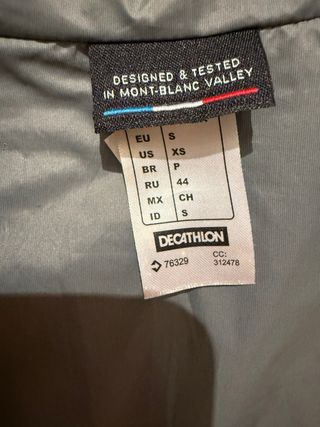 DESIGNED & TESTED
IN MONT-BLANC VALLEY
EU S
US XS
BR P
RU 44
MX CH
ID S
DECATHLON
76329 CC:
312478